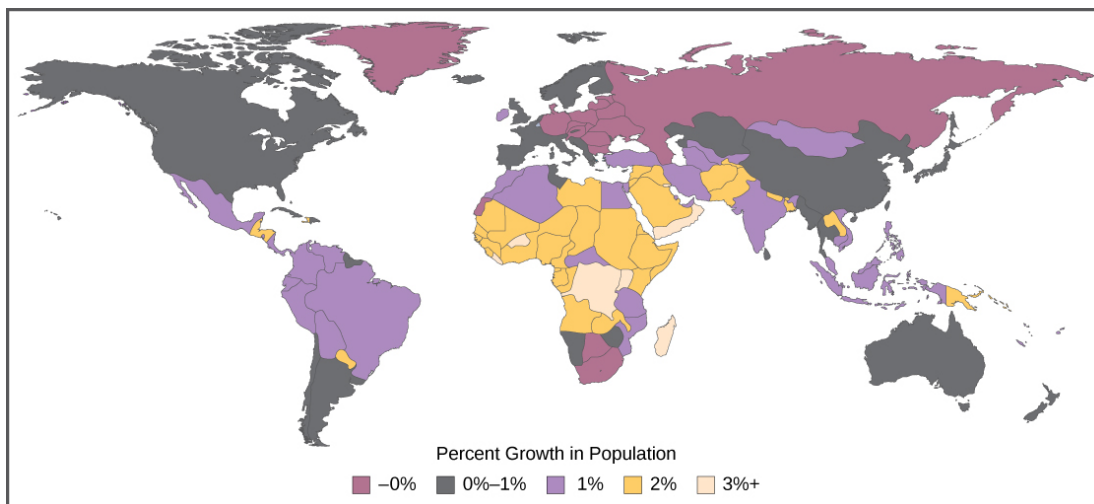 Percent Growth in Population
–0% 0%–1% 1% 2% 3%+